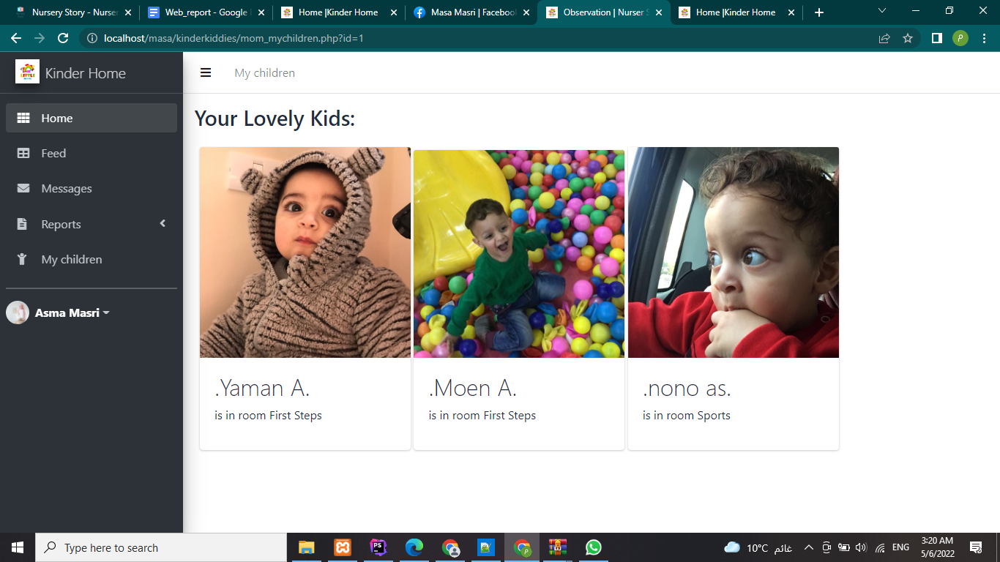 Nursery Story - Nurser
Web_report - Google
Home |Kinder Home
Masa Masri | Facebook
Observation | Nurser S
Home |Kinder Home
localhost/masa/kinderkiddies/mom_mychildren.php?id=1
P
Kinder Home
My children
Home
Your Lovely Kids:
Feed
Messages
Reports
My children
Asma Masri
.Yaman A.
is in room First Steps
.Moen A.
is in room First Steps
.nono as.
is in room Sports
Type here to search
PS
10°C غائم
ENG
3:20 AM
5/6/2022